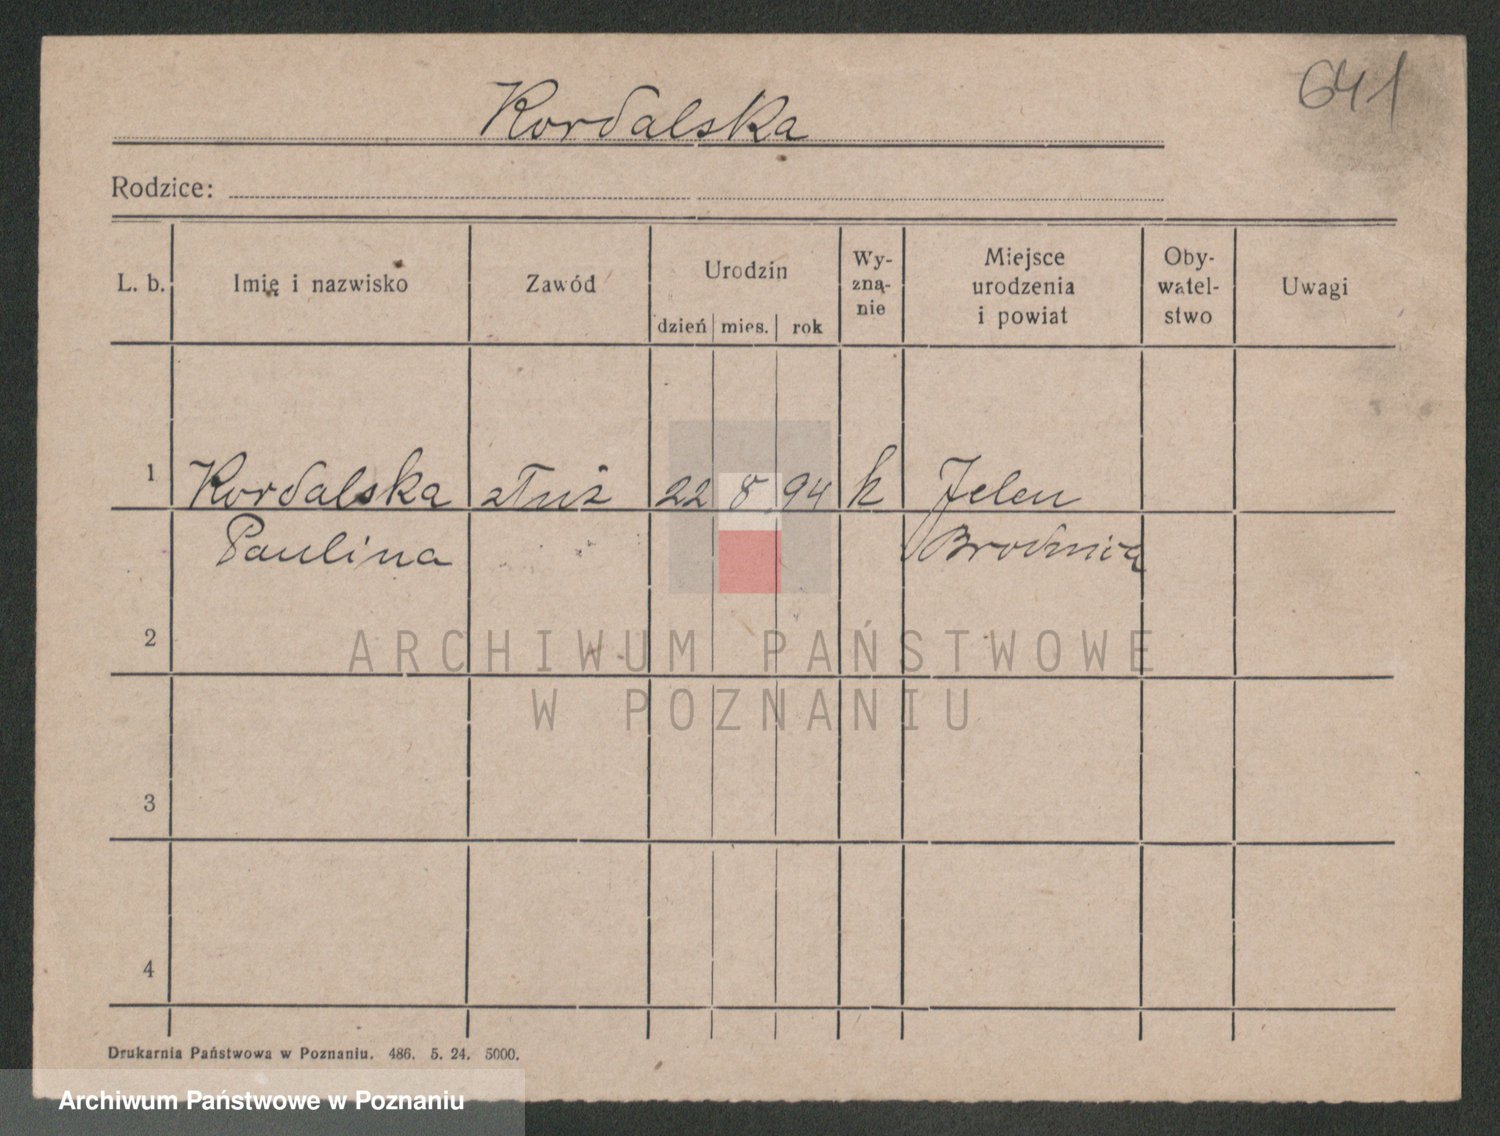 641
Kordalska
Rodzice:
L. b. Imię i nazwisko Zawód Urodzin dzień mies. rok Wy-zną-nie Miejsce urodzenia i powiat Oby-watel-stwo Uwagi
1 Kordalska 22 8 94 k Jelen
Paulina Brodnica
2
ARCHIWUM PAŃSTWOWE
W POZNANIU
3
4
Drukarnia Państwowa w Poznaniu. 486. 5. 24. 5000.
Archiwum Państwowe w Poznaniu